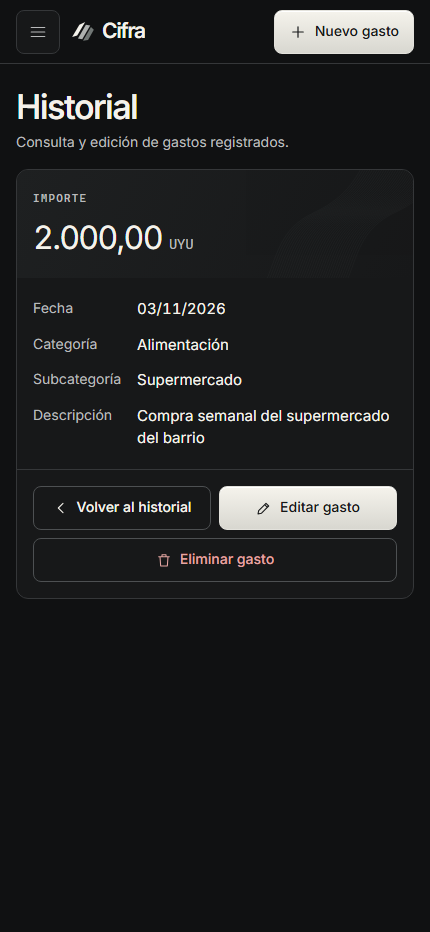 Cifra
Nuevo gasto
Historial
Consulta y edición de gastos registrados.
IMPORTE
2.000,00 UYU
Fecha 03/11/2026
Categoría Alimentación
Subcategoría Supermercado
Descripción Compra semanal del supermercado
del barrio
Volver al historial
Editar gasto
Eliminar gasto